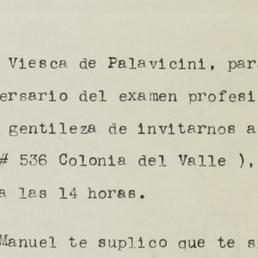 Viesca de Palavicini, par
ersario del examen profesi
gentileza de invitarnos a
# 536 Colonia del Valle ),
a las 14 horas.
Manuel te suplico que te s